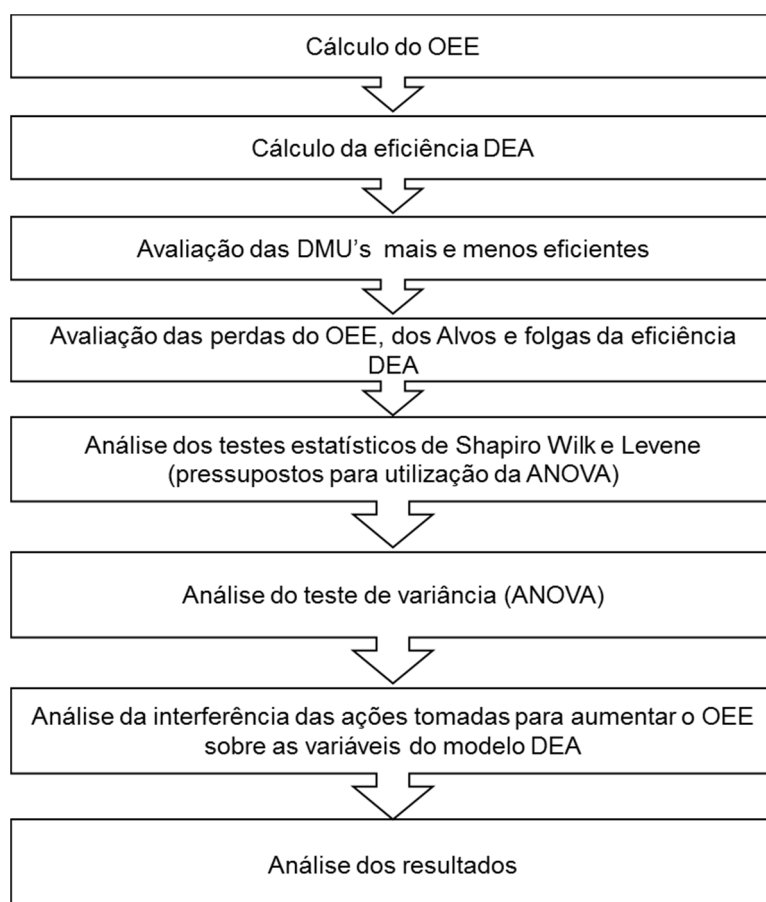 Cálculo do OEE
Cálculo da eficiência DEA
Avaliação das DMU's mais e menos eficientes
Avaliação das perdas do OEE, dos Alvos e folgas da eficiência
DEA
Análise dos testes estatísticos de Shapiro Wilk e Levene
(pressupostos para utilização da ANOVA)
Análise do teste de variância (ANOVA)
Análise da interferência das ações tomadas para aumentar o OEE
sobre as variáveis do modelo DEA
Análise dos resultados